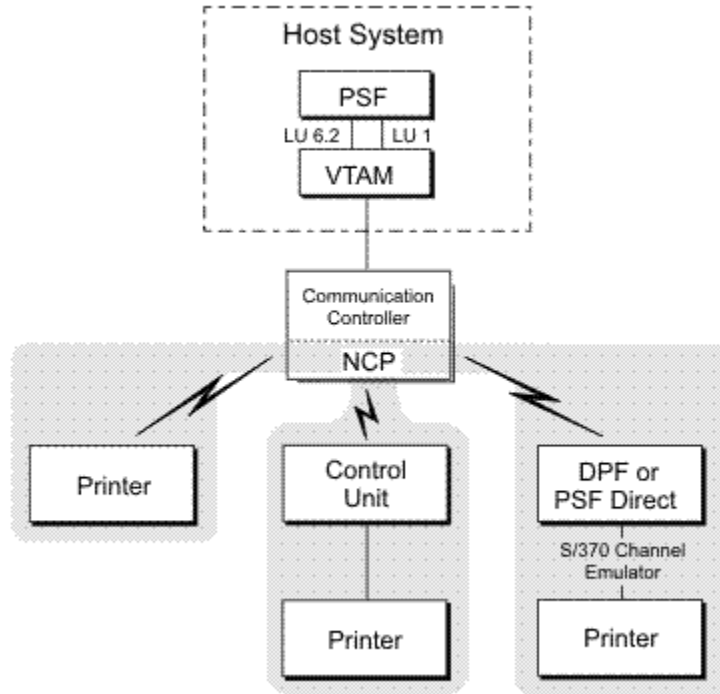 Host System
PSF
LU 6.2
LU 1
VTAM
Communication
Controller
NCP
Printer
Control
Unit
DPF or
PSF Direct
S/370 Channel
Emulator
Printer
Printer